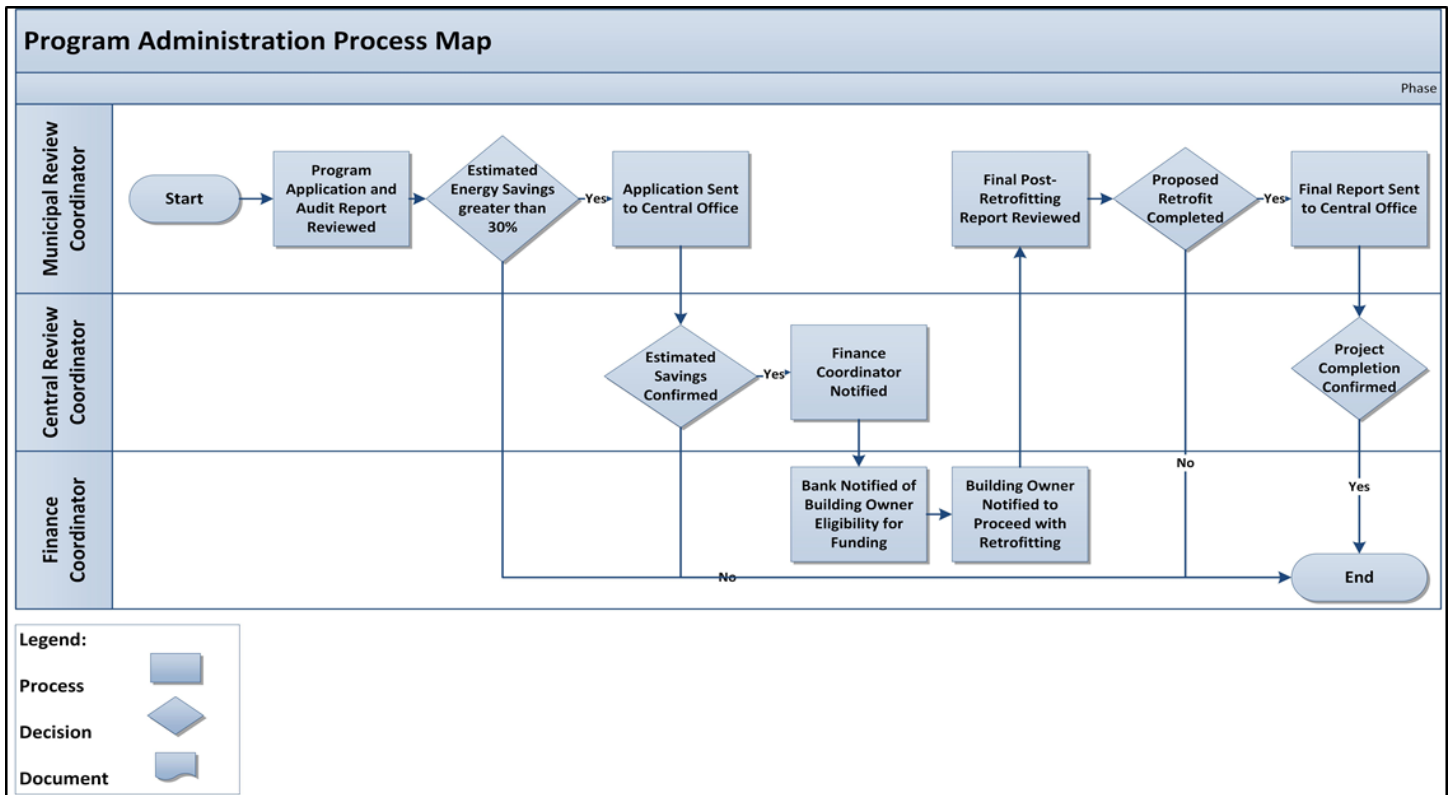 Program Administration Process Map
Phase
Municipal Review
Coordinator
Start
Program
Application and
Audit Report
Reviewed
Estimated
Energy Savings
greater than
30%
Yes
Application Sent
to Central Office
Final Post-
Retrofitting
Report Reviewed
Proposed
Retrofit
Completed
Yes
Final Report Sent
to Central Office
Central Review
Coordinator
Estimated
Savings
Confirmed
Yes
Finance
Coordinator
Notified
Project
Completion
Confirmed
Finance
Coordinator
Bank Notified of
Building Owner
Eligibility for
Funding
Building Owner
Notified to
Proceed with
Retrofitting
No
Yes
No
End
Legend:
Process
Decision
Document